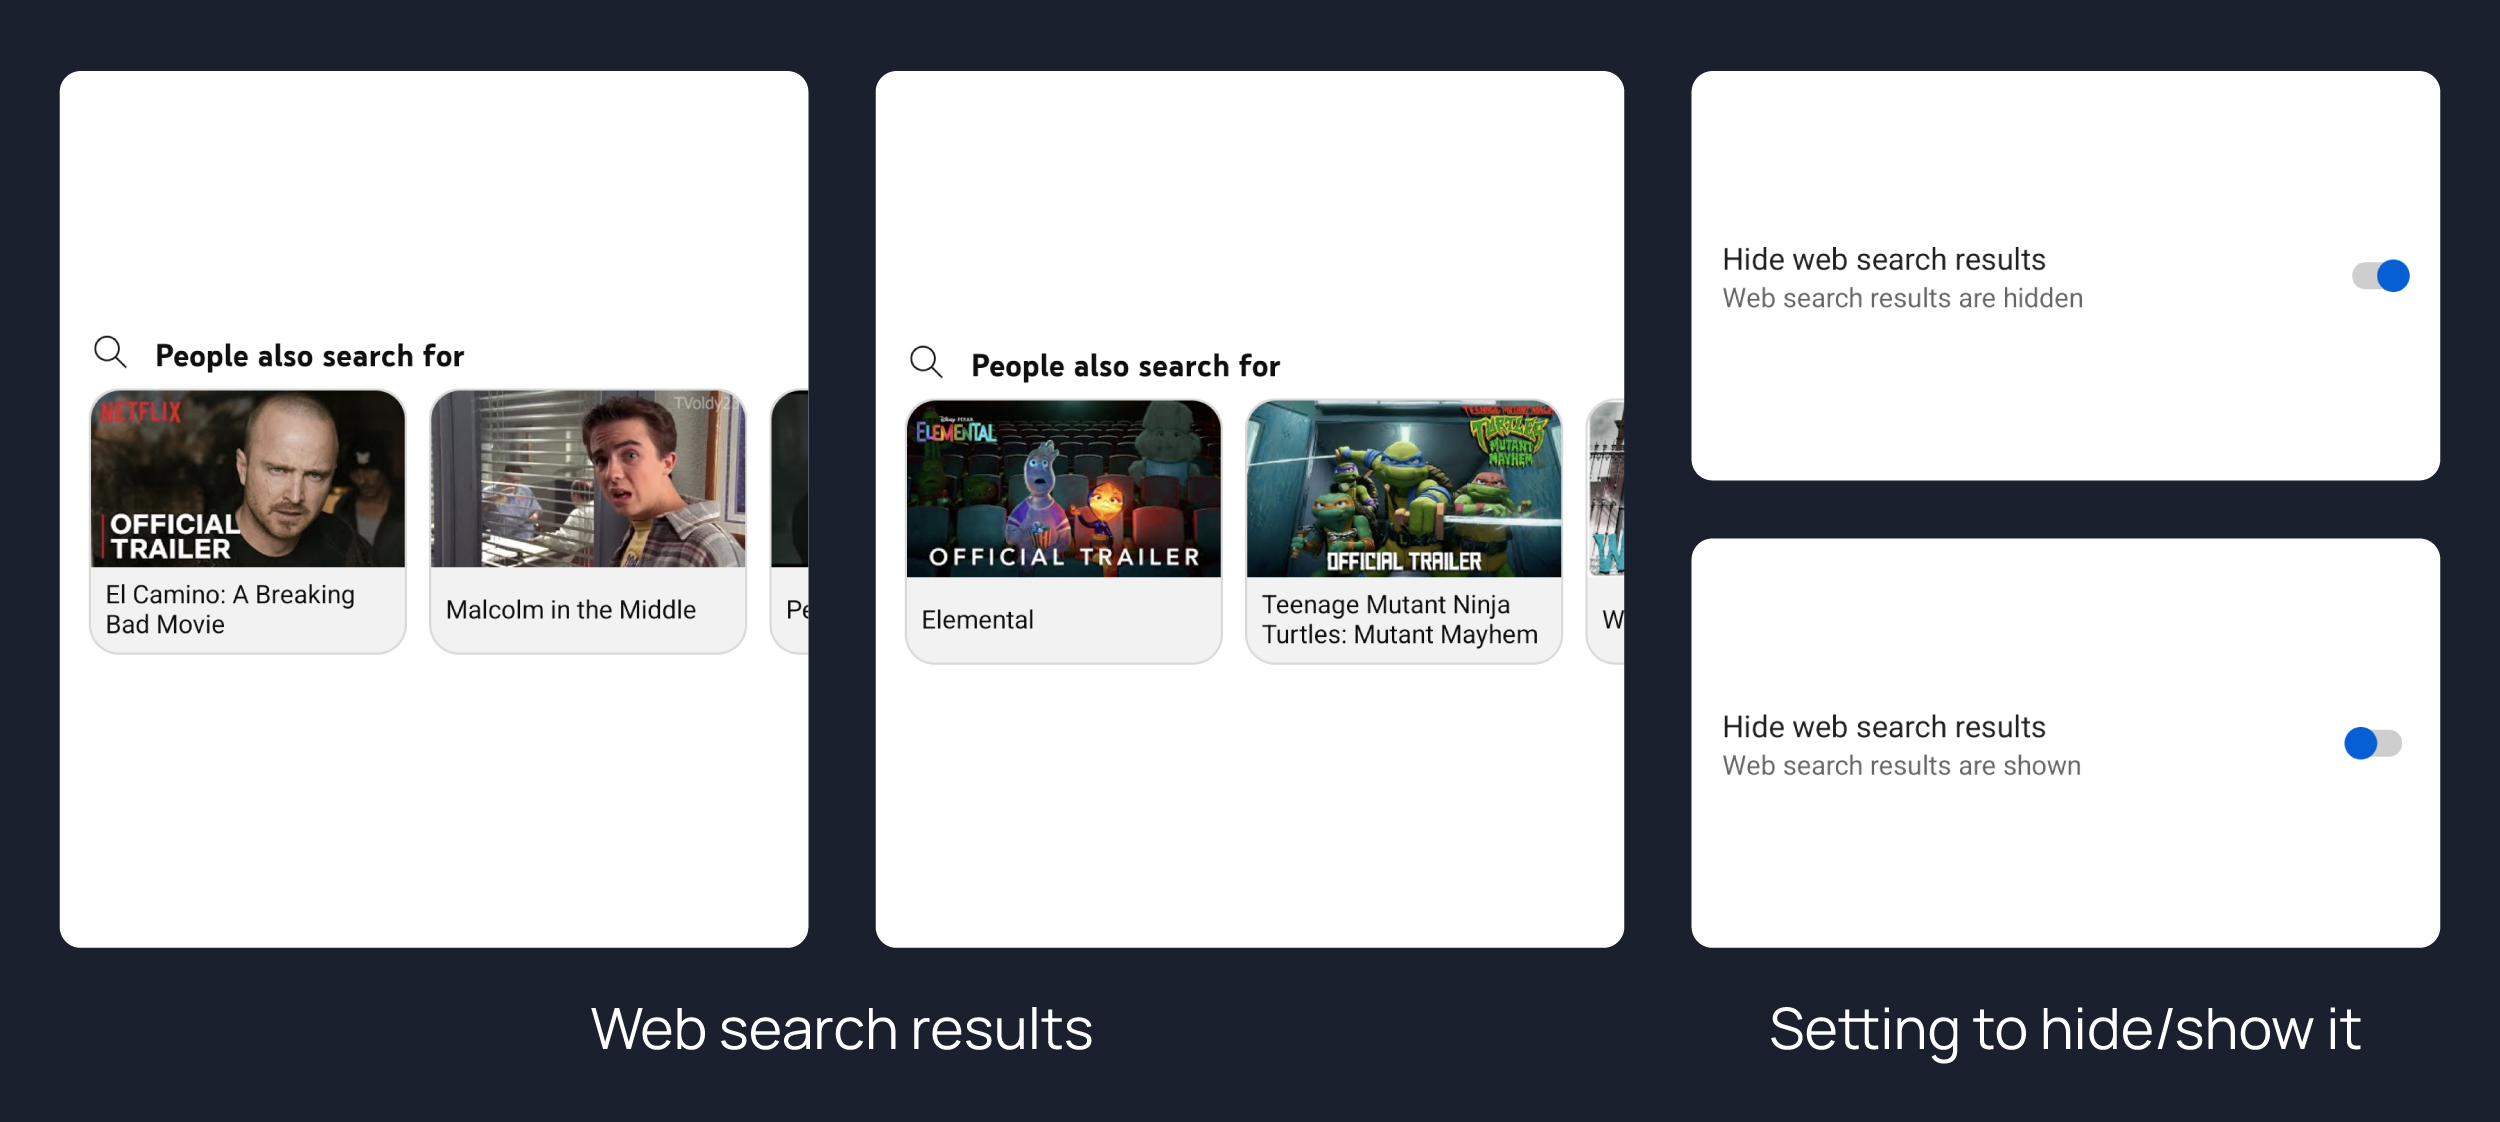 People also search for
NETFLIX
OFFICIAL
TRAILER
El Camino: A Breaking
Bad Movie
TVoldy23
Malcolm in the Middle
Pe
People also search for
Disney PIXAR
ELEMENTAL
OFFICIAL TRAILER
Elemental
TEENAGE MUTANT NINJA
TURTLES
MUTANT
MAYHEM
OFFICIAL TRAILER
Teenage Mutant Ninja
Turtles: Mutant Mayhem
W
W
Hide web search results
Web search results are hidden
Hide web search results
Web search results are shown
Web search results
Setting to hide/show it